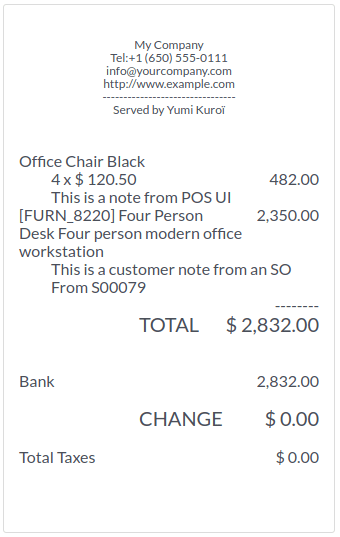 My Company
Tel:+1 (650) 555-0111
info@yourcompany.com
http://www.example.com
--------------------------------
Served by Yumi Kuroï
Office Chair Black
4 x $ 120.50 482.00
This is a note from POS UI
[FURN_8220] Four Person 2,350.00
Desk Four person modern office
workstation
This is a customer note from an SO
From S00079
--------
TOTAL $ 2,832.00
Bank 2,832.00
CHANGE $ 0.00
Total Taxes $ 0.00